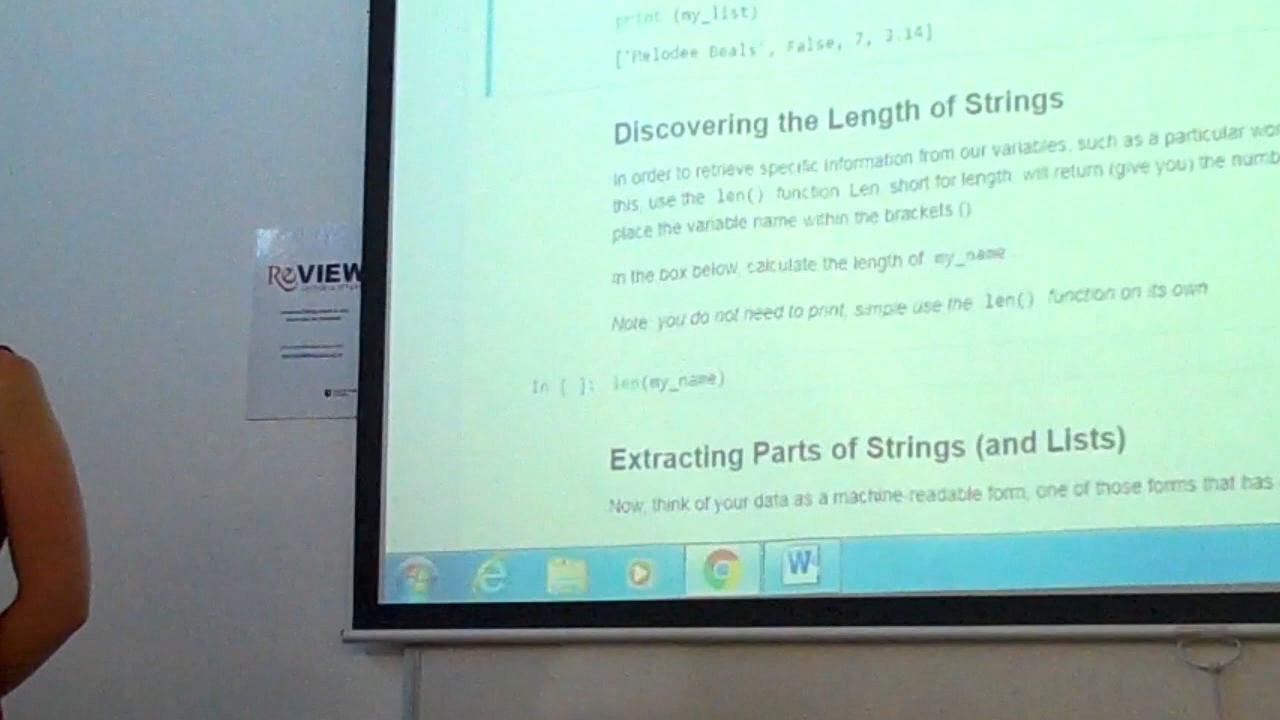 print (my_list)
['Melodee Beals', False, 7, 3.14]
Discovering the Length of Strings
In order to retrieve specific information from our variables, such as a particular wo
this, use the len() function Len, short for length, will return (give you) the numb
place the variable name within the brackets ()
In the box below, calculate the length of my_name
Note: you do not need to print, simple use the len() function on its own
In [ ]: len(my_name)
Extracting Parts of Strings (and Lists)
Now, think of your data as a machine-readable form, one of those forms that has
ReVIEW
W